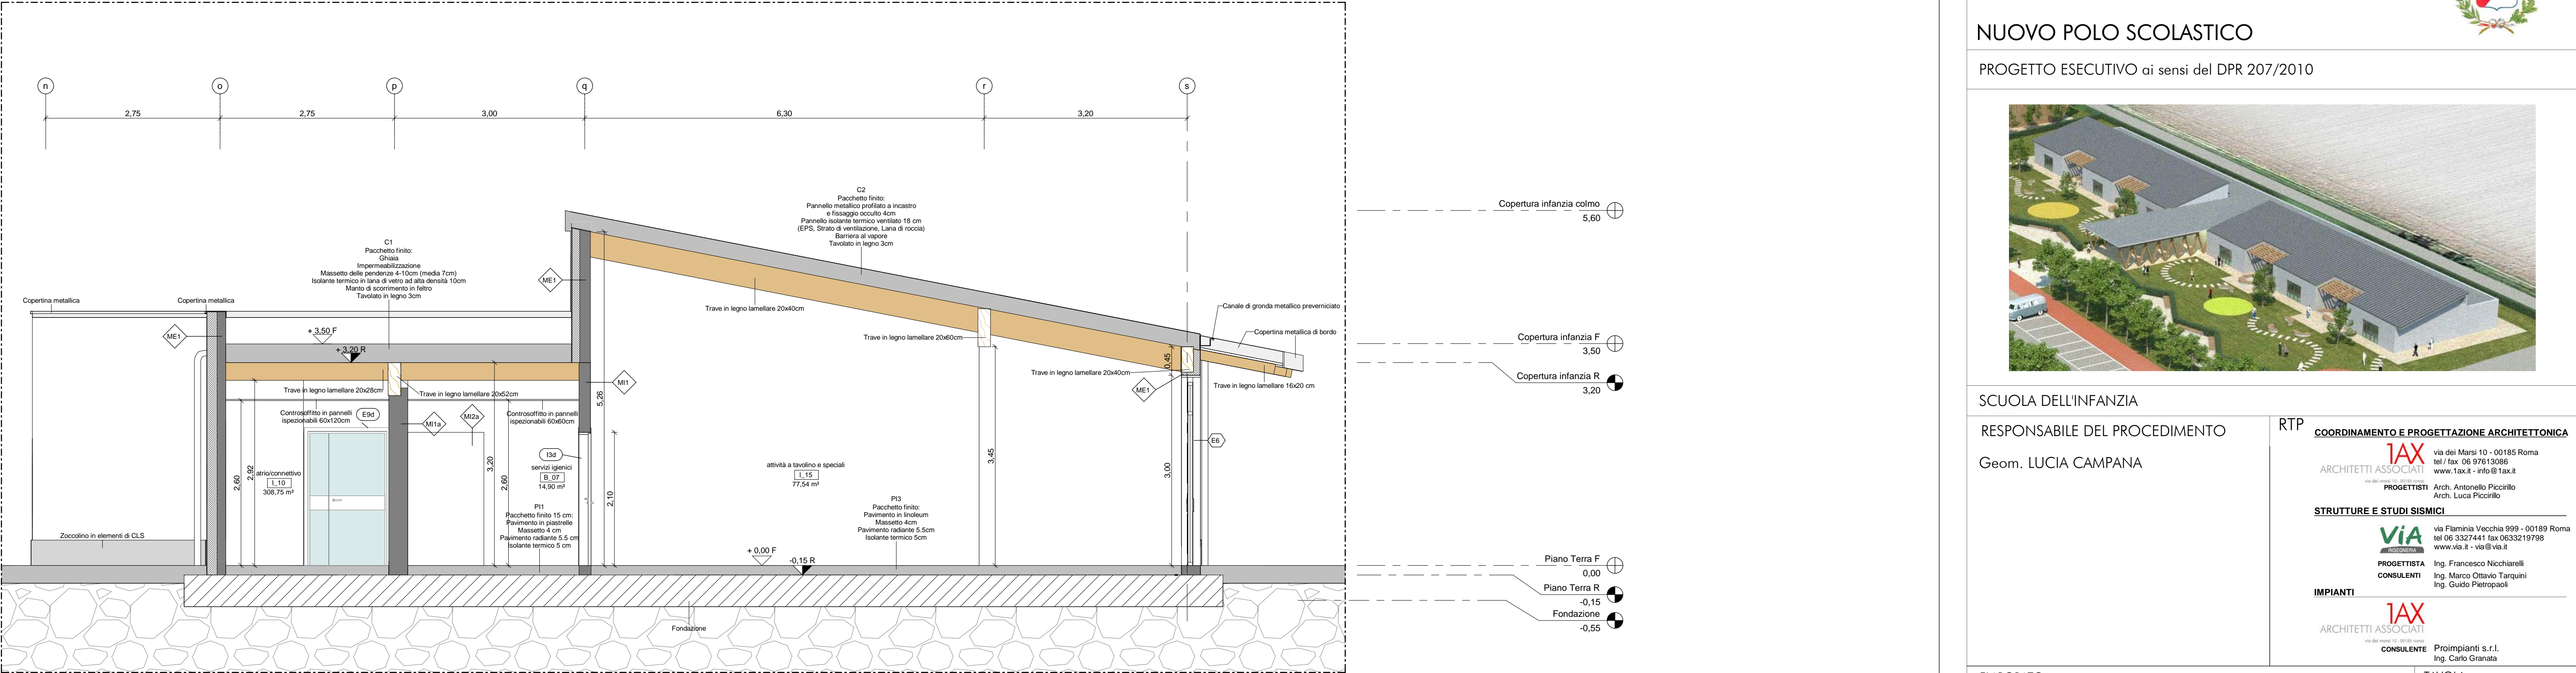 n
o
p
q
r
s
2,75
2,75
3,00
6,30
3,20
C2
Pacchetto finito:
Pannello metallico profilato a incastro
e fissaggio occulto 4cm
Pannello isolante termico ventilato 18 cm
(EPS, Strato di ventilazione, Lana di roccia)
Barriera al vapore
Tavolato in legno 3cm
C1
Pacchetto finito:
Ghiaia
Impermeabilizzazione
Massetto delle pendenze 4-10cm (media 7cm)
Isolante termico in lana di vetro ad alta densità 10cm
Manto di scorrimento in feltro
Tavolato in legno 3cm
Copertina metallica
Copertina metallica
ME1
ME1
+ 3,50 F
+ 3,20 R
Trave in legno lamellare 20x40cm
Trave in legno lamellare 20x60cm
Trave in legno lamellare 20x40cm
Canale di gronda metallico preverniciato
Copertina metallica di bordo
Trave in legno lamellare 16x20 cm
0,45
ME1
Trave in legno lamellare 20x28cm
Trave in legno lamellare 20x52cm
MI1
5,26
Controsoffitto in pannelli
ispezionabili 60x120cm
E9d
MI1a
MI2a
Controsoffitto in pannelli
ispezionabili 60x60cm
E6
2,60
2,92
atrio/connettivo
I_10
308,75 m²
3,20
2,60
I3d
servizi igienici
B_07
14,90 m²
2,10
attività a tavolino e speciali
I_15
77,54 m²
3,45
3,00
PI1
Pacchetto finito 15 cm:
Pavimento in piastrelle
Massetto 4 cm
Pavimento radiante 5.5 cm
Isolante termico 5 cm
PI3
Pacchetto finito:
Pavimento in linoleum
Massetto 4cm
Pavimento radiante 5.5cm
Isolante termico 5cm
Zoccolino in elementi di CLS
+ 0,00 F
-0,15 R
Fondazione
Copertura infanzia colmo
5,60
Copertura infanzia F
3,50
Copertura infanzia R
3,20
Piano Terra F
0,00
Piano Terra R
-0,15
Fondazione
-0,55
NUOVO POLO SCOLASTICO
PROGETTO ESECUTIVO ai sensi del DPR 207/2010
SCUOLA DELL'INFANZIA
RESPONSABILE DEL PROCEDIMENTO
Geom. LUCIA CAMPANA
RTP
COORDINAMENTO E PROGETTAZIONE ARCHITETTONICA
1AX
ARCHITETTI ASSOCIATI
via dei marsi 10 - 00185 roma
via dei Marsi 10 - 00185 Roma
tel / fax 06 97613086
www.1ax.it - info@1ax.it
PROGETTISTI Arch. Antonello Piccirillo
Arch. Luca Piccirillo
STRUTTURE E STUDI SISMICI
ViA
INGEGNERIA
via Flaminia Vecchia 999 - 00189 Roma
tel 06 3327441 fax 0633219798
www.via.it - via@via.it
PROGETTISTA Ing. Francesco Nicchiarelli
CONSULENTI Ing. Marco Ottavio Tarquini
Ing. Guido Pietropaoli
IMPIANTI
1AX
ARCHITETTI ASSOCIATI
via dei marsi 10 - 00185 roma
CONSULENTE Proimpianti s.r.l.
Ing. Carlo Granata